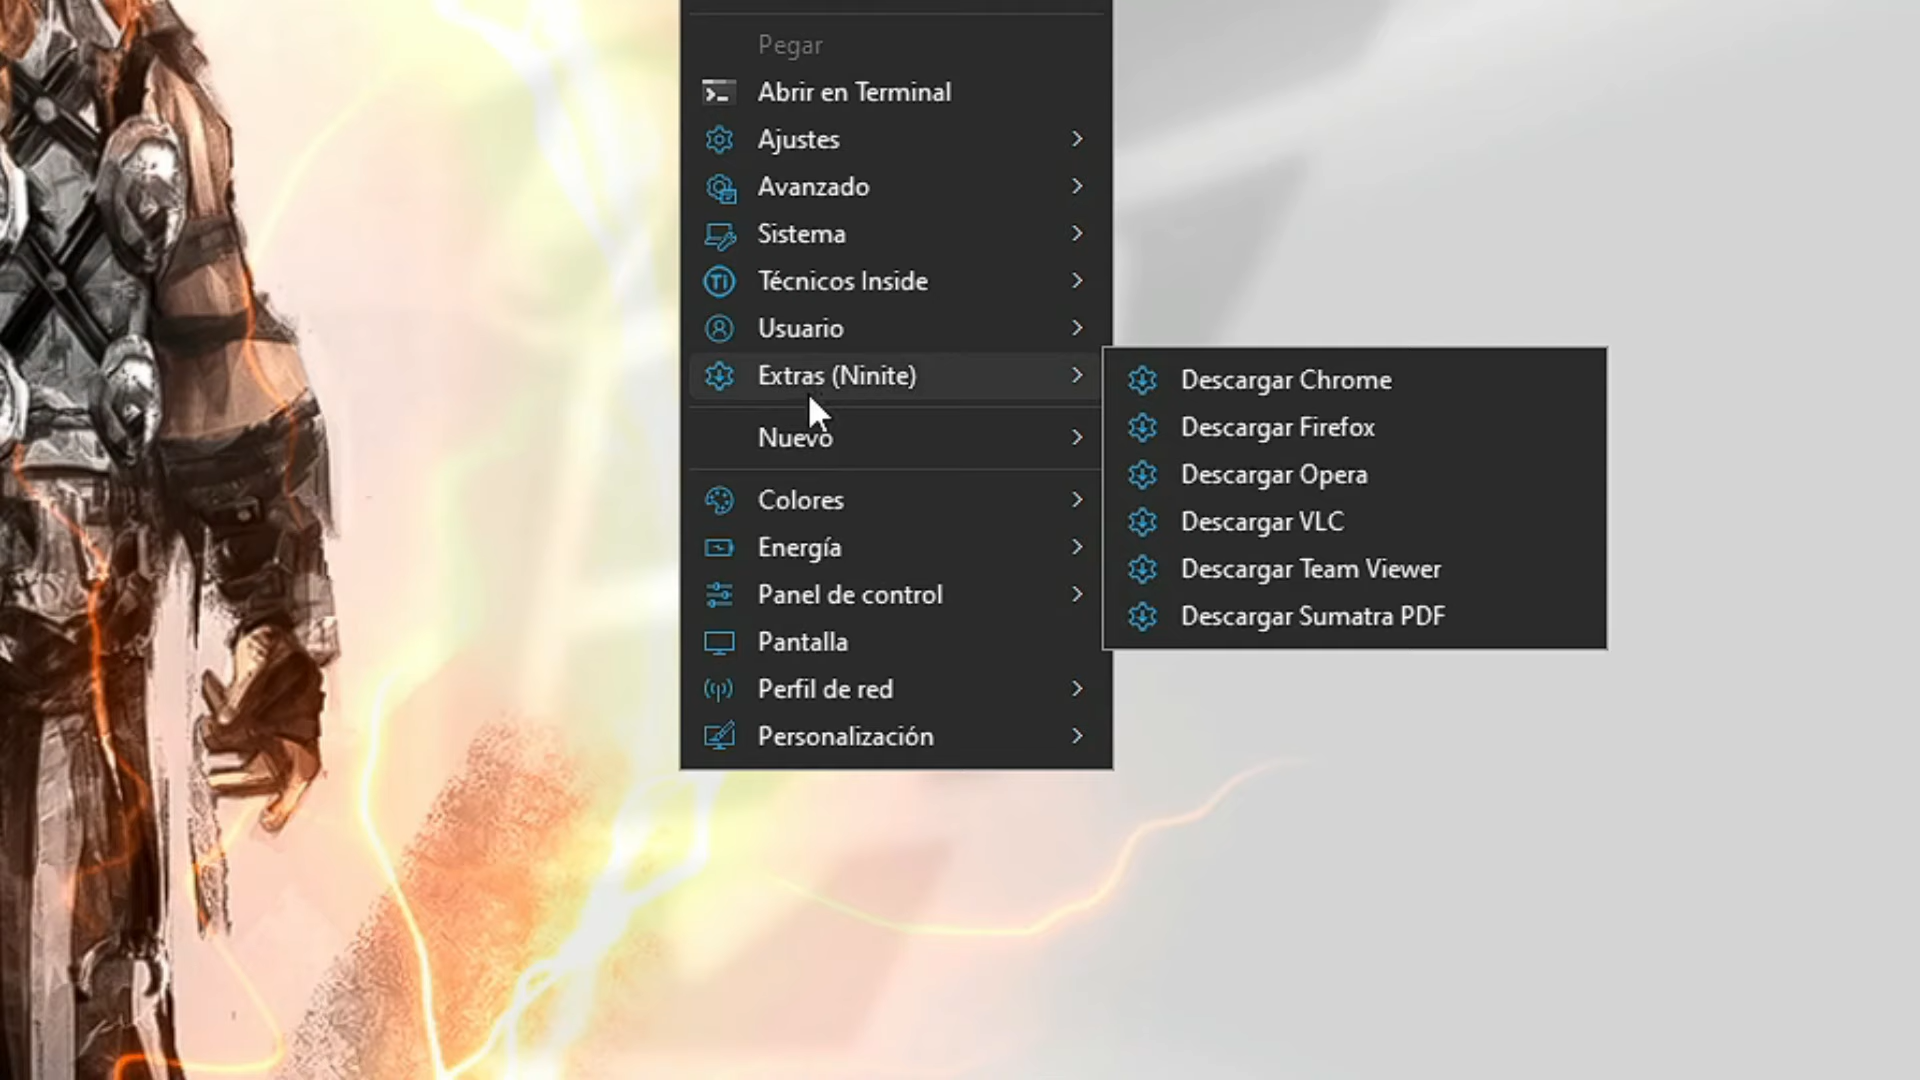 Pegar
Abrir en Terminal
Ajustes
Avanzado
Sistema
Ti Técnicos Inside
Usuario
Extras (Ninite)
Nuevo
Colores
Energía
Panel de control
Pantalla
Perfil de red
Personalización
Descargar Chrome
Descargar Firefox
Descargar Opera
Descargar VLC
Descargar Team Viewer
Descargar Sumatra PDF